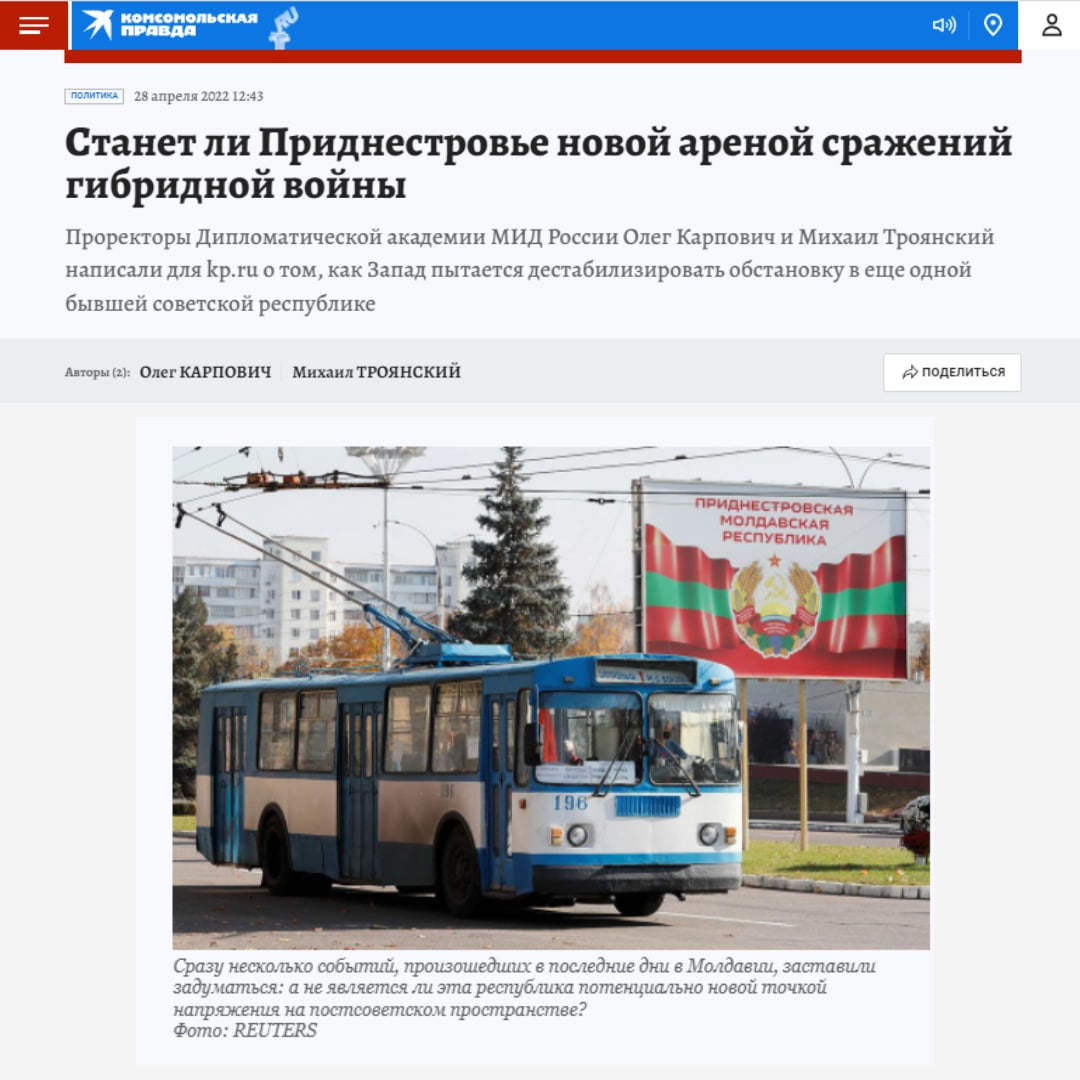 КОМСОМОЛЬСКАЯ
ПРАВДА
.RU
ПОЛИТИКА 28 апреля 2022 12:43
Станет ли Приднестровье новой ареной сражений
гибридной войны
Проректоры Дипломатической академии МИД России Олег Карпович и Михаил Троянский
написали для kp.ru о том, как Запад пытается дестабилизировать обстановку в еще одной
бывшей советской республике
Авторы (2): Олег КАРПОВИЧ Михаил ТРОЯНСКИЙ
ПОДЕЛИТЬСЯ
ПРИДНЕСТРОВСКАЯ
МОЛДАВСКАЯ
РЕСПУБЛИКА
1
196
196
Сразу несколько событий, произошедших в последние дни в Молдавии, заставили
задуматься: а не является ли эта республика потенциально новой точкой
напряжения на постсоветском пространстве?
Фото: REUTERS